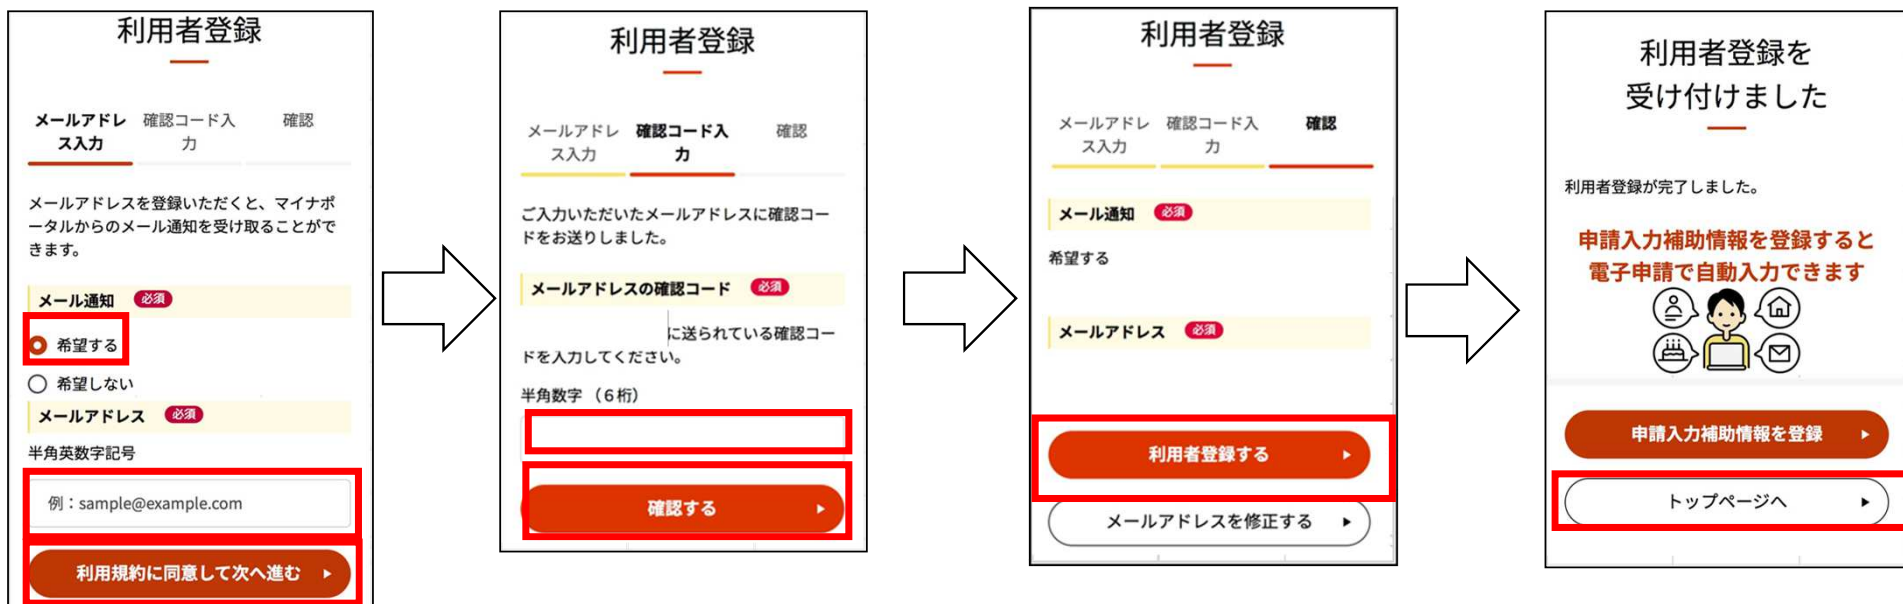 利用者登録
メールアドレ
ス入力
確認コード入
力
確認
メールアドレスを登録いただくと、マイナポ
ータルからのメール通知を受け取ることがで
きます。
メール通知 必須
希望する
希望しない
メールアドレス 必須
半角英数字記号
例：sample@example.com
利用規約に同意して次へ進む
利用者登録
メールアドレ
ス入力
確認コード入
力
確認
ご入力いただいたメールアドレスに確認コー
ドをお送りしました。
メールアドレスの確認コード 必須
に送られている確認コー
ドを入力してください。
半角数字（6桁）
確認する
利用者登録
メールアドレ
ス入力
確認コード入
力
確認
メール通知 必須
希望する
メールアドレス 必須
利用者登録する
メールアドレスを修正する
利用者登録を
受け付けました
利用者登録が完了しました。
申請入力補助情報を登録すると
電子申請で自動入力できます
申請入力補助情報を登録
トップページへ